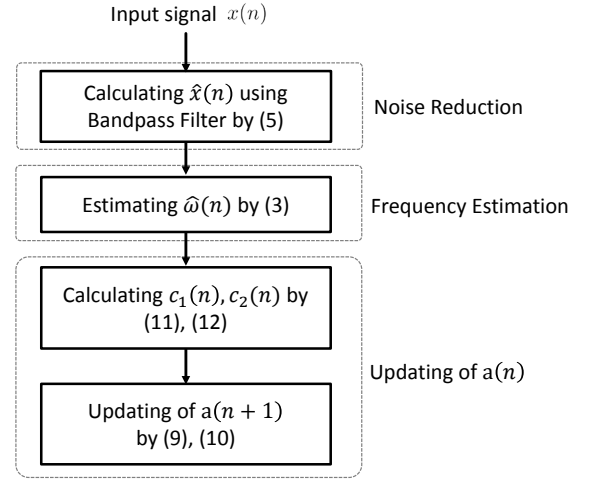 Input signal x(n)
Calculating x̂(n) using
Bandpass Filter by (5)
Noise Reduction
Estimating ω̂(n) by (3)
Frequency Estimation
Calculating c₁(n), c₂(n) by
(11), (12)
Updating of a(n)
Updating of a(n + 1)
by (9), (10)